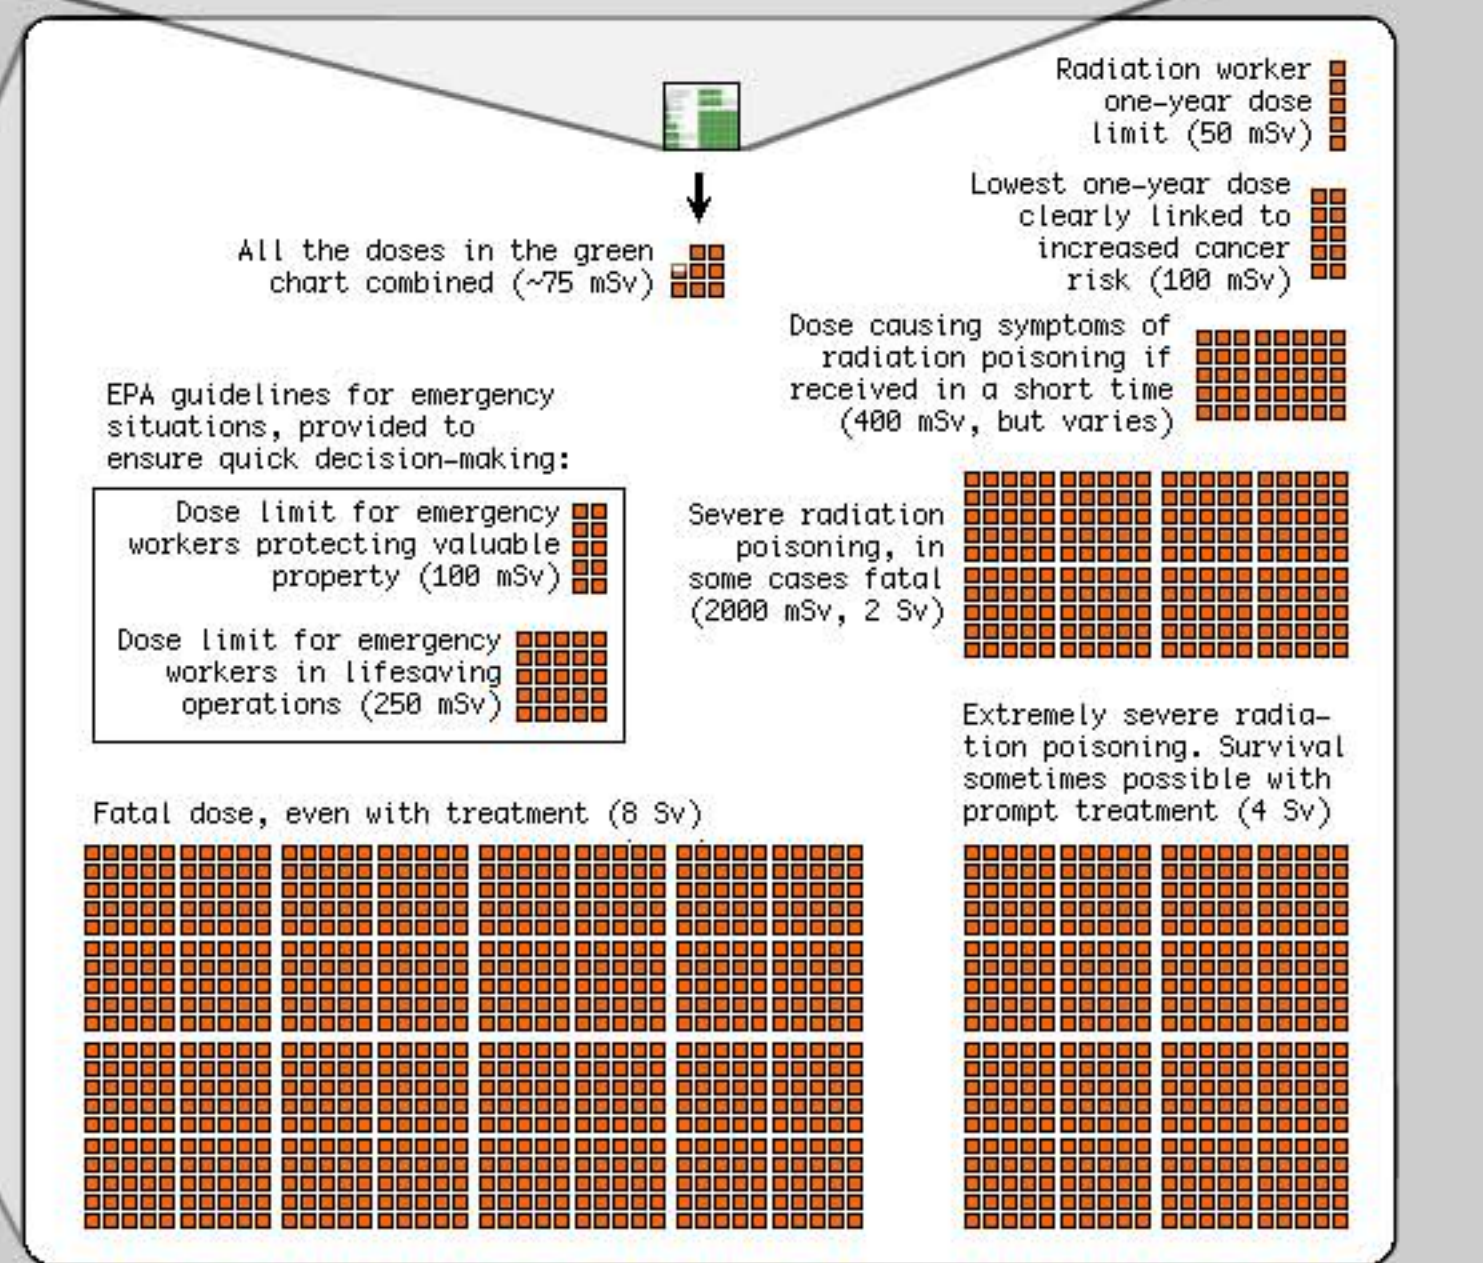 Radiation worker
one-year dose
limit (50 mSv)
Lowest one-year dose
clearly linked to
increased cancer
risk (100 mSv)
All the doses in the green
chart combined (~75 mSv)
Dose causing symptoms of
radiation poisoning if
received in a short time
(400 mSv, but varies)
EPA guidelines for emergency
situations, provided to
ensure quick decision-making:
Dose limit for emergency
workers protecting valuable
property (100 mSv)
Dose limit for emergency
workers in lifesaving
operations (250 mSv)
Severe radiation
poisoning, in
some cases fatal
(2000 mSv, 2 Sv)
Extremely severe radia-
tion poisoning. Survival
sometimes possible with
prompt treatment (4 Sv)
Fatal dose, even with treatment (8 Sv)